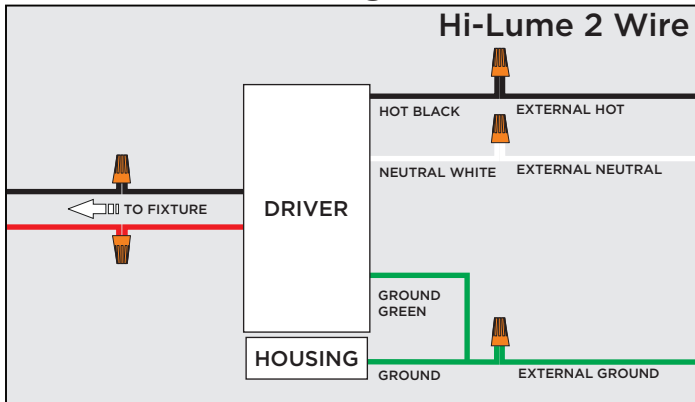 Hi-Lume 2 Wire
HOT BLACK
EXTERNAL HOT
NEUTRAL WHITE
EXTERNAL NEUTRAL
TO FIXTURE
DRIVER
GROUND
GREEN
HOUSING
GROUND
EXTERNAL GROUND